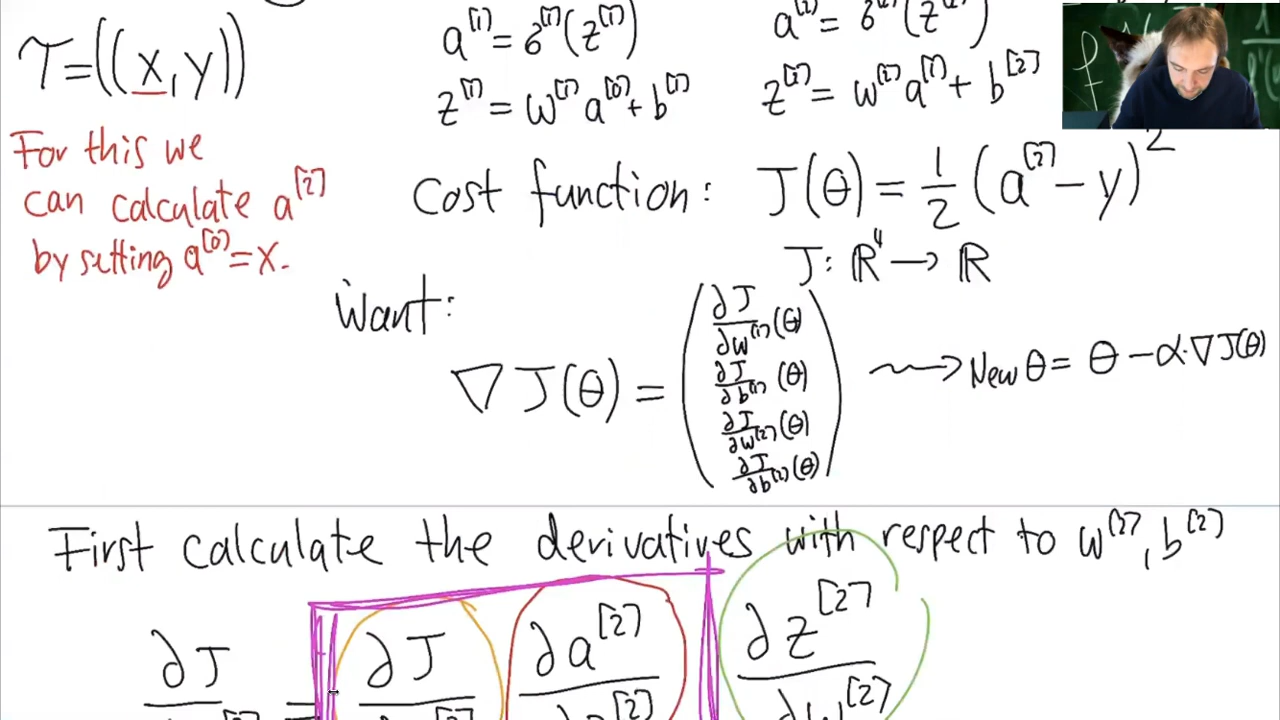 a^[1] = σ^[1](z^[1])
a^[2] = σ^[2](z^[2])
T = ((x, y))
z^[1] = w^[1] a^[0] + b^[1]
z^[2] = w^[2] a^[1] + b^[2]
For this we
can calculate a^[2]
by setting a^[0] = x.
Cost function: J(θ) = 1/2 (a^[2] − y)^2
J: ℝ^4 → ℝ
Want:
∇J(θ) =
∂J/∂w^[1] (θ)
∂J/∂b^[1] (θ)
∂J/∂w^[2] (θ)
∂J/∂b^[2] (θ)
New θ = θ − α·∇J(θ)
First calculate the derivatives with respect to w^[2], b^[2]
∂J = ∂J ∂a^[2] ∂z^[2]
∂w^[2]